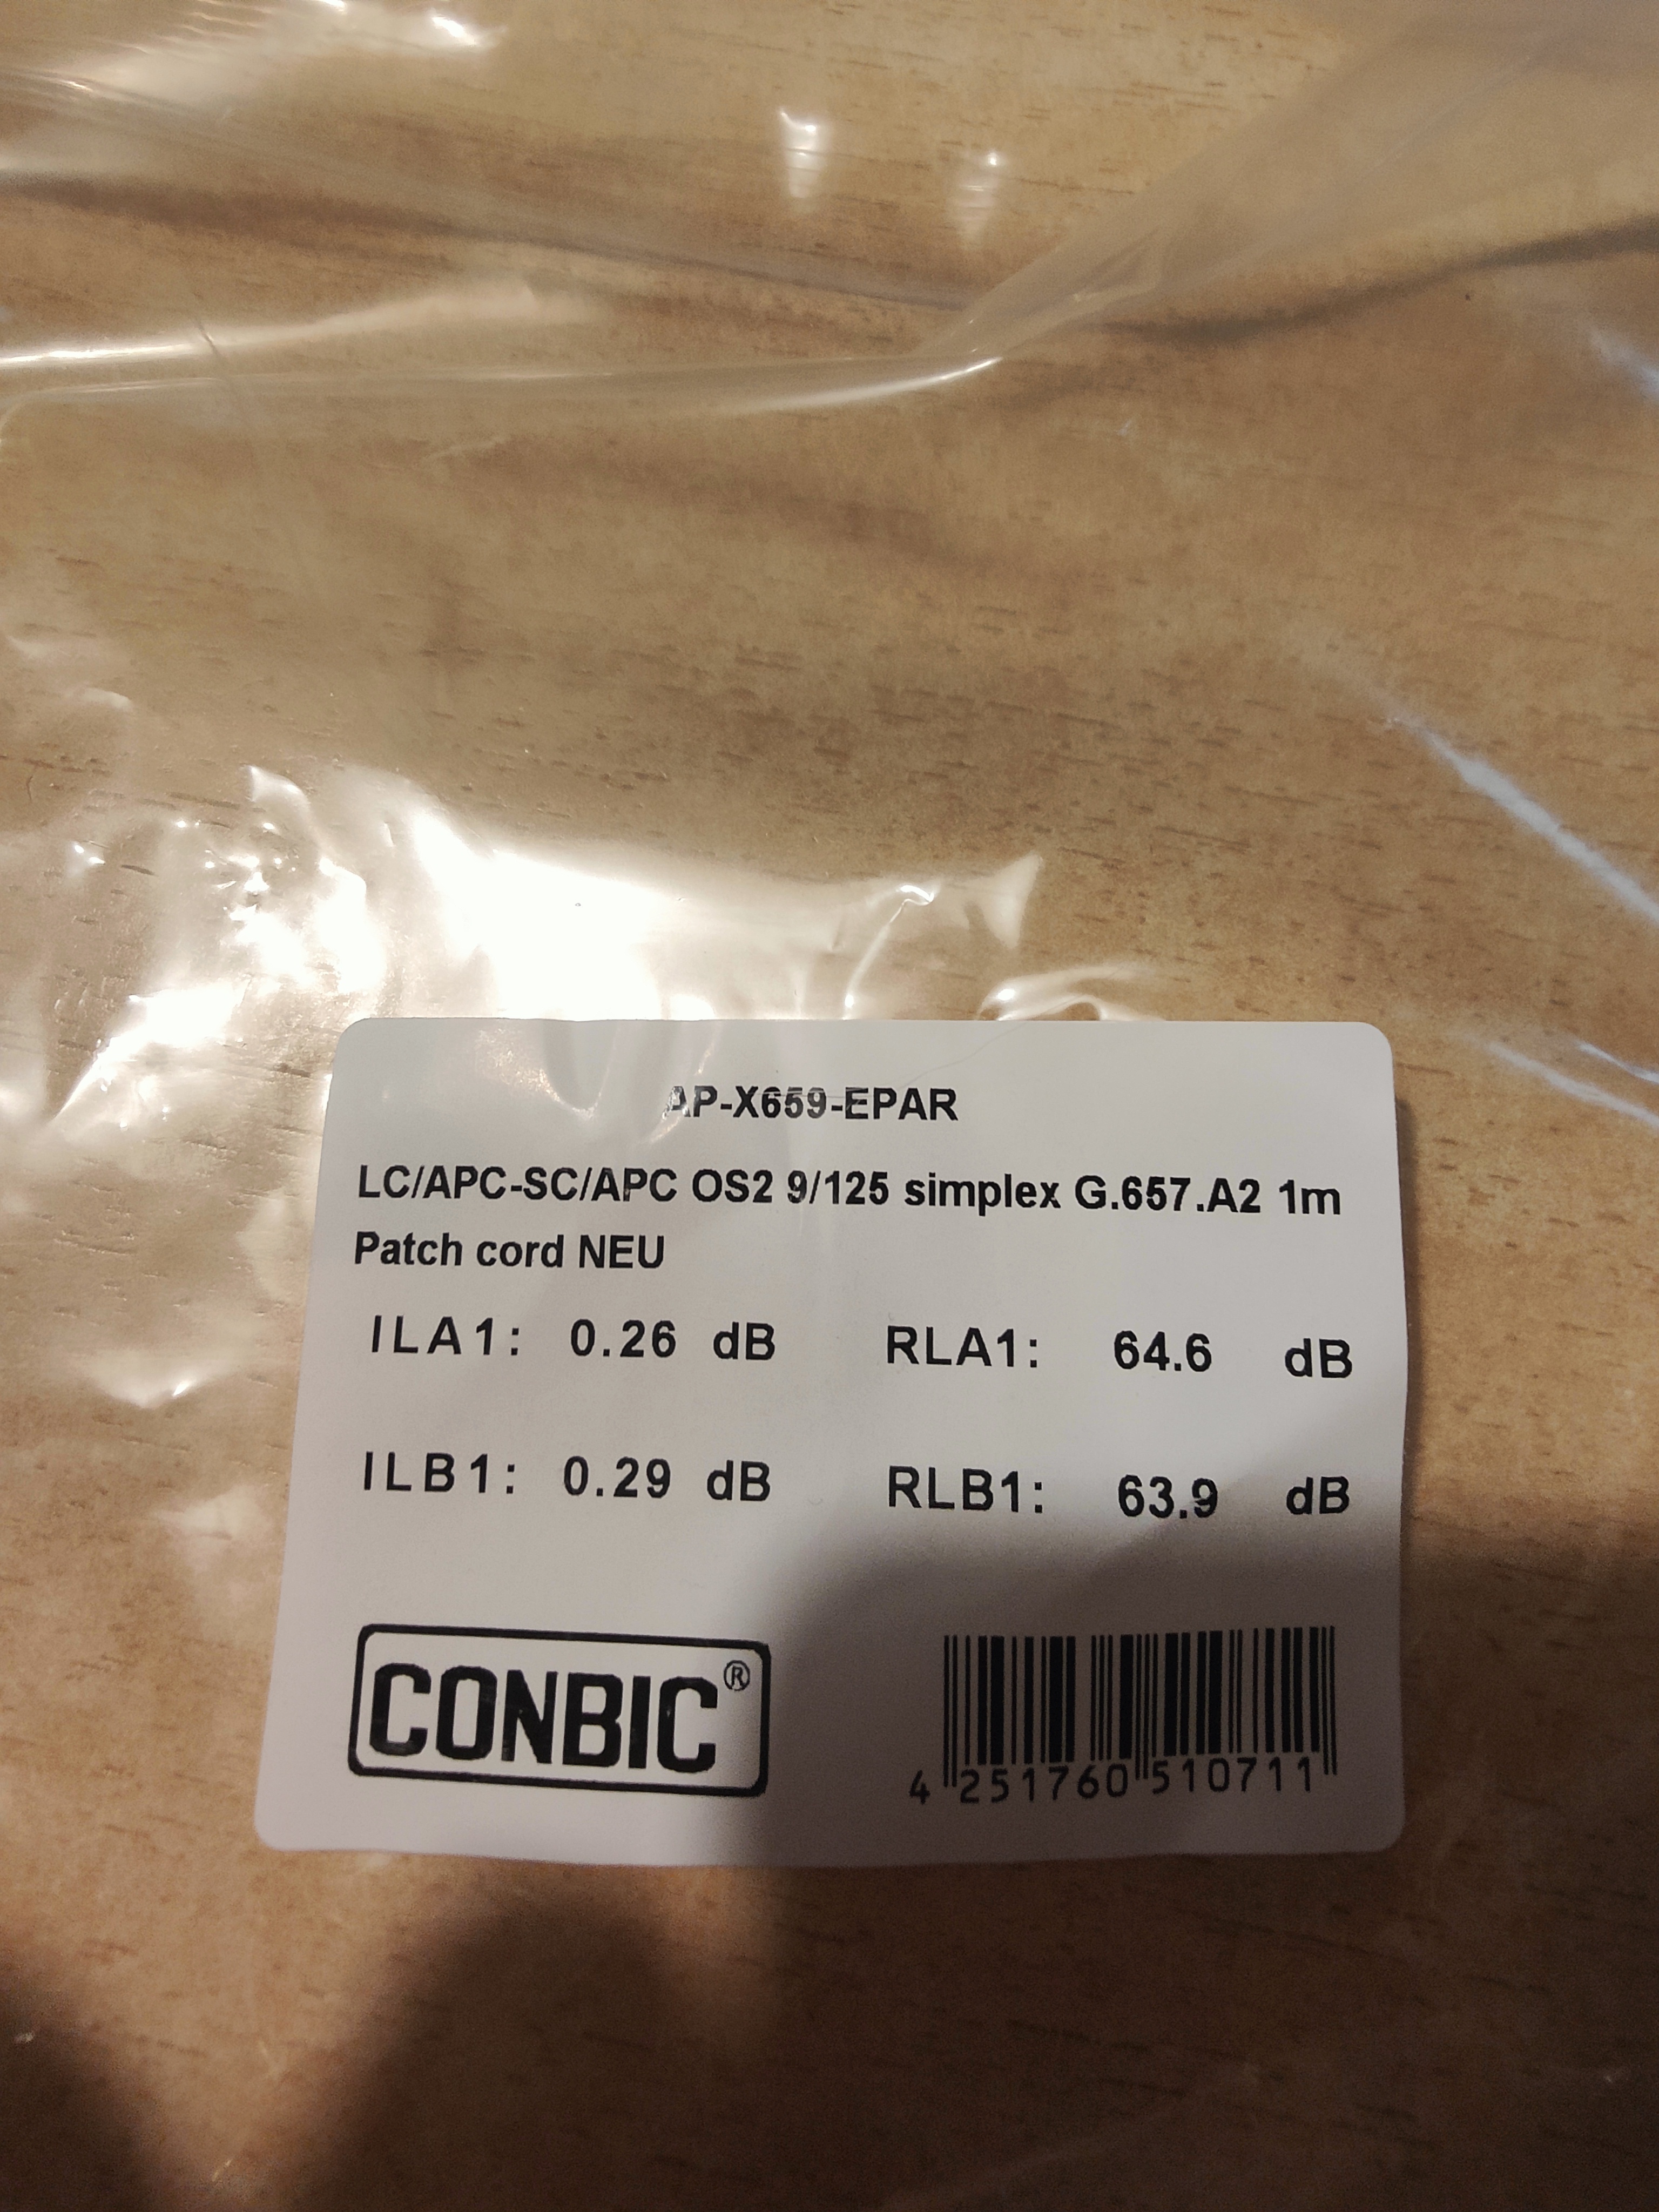 AP-X659-EPAR
LC/APC-SC/APC OS2 9/125 simplex G.657.A2 1m
Patch cord NEU
ILA1: 0.26 dB RLA1: 64.6 dB
ILB1: 0.29 dB RLB1: 63.9 dB
CONBIC®
4 251760 510711